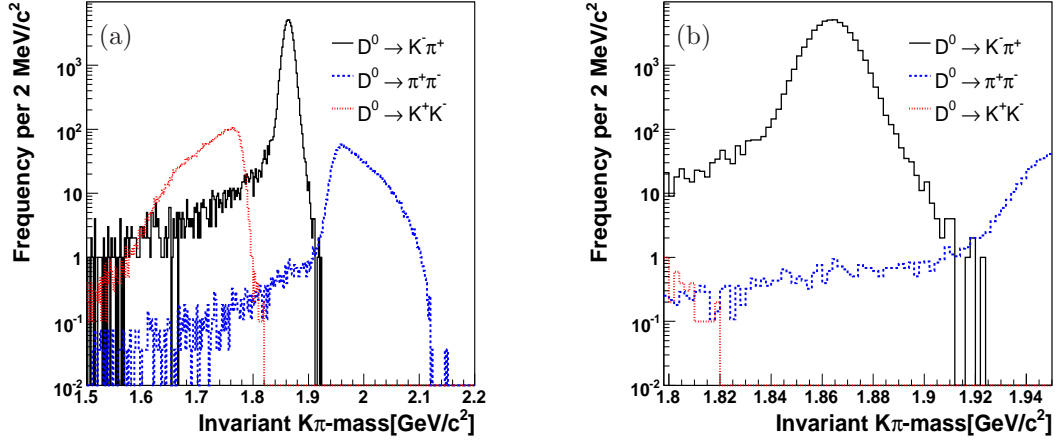 (a)
Frequency per 2 MeV/c²
D⁰ → K⁻π⁺
D⁰ → π⁺π⁻
D⁰ → K⁺K⁻
10³
10²
10
1
10⁻¹
10⁻²
1.5 1.6 1.7 1.8 1.9 2 2.1 2.2
Invariant Kπ-mass[GeV/c²]
(b)
Frequency per 2 MeV/c²
D⁰ → K⁻π⁺
D⁰ → π⁺π⁻
D⁰ → K⁺K⁻
10³
10²
10
1
10⁻¹
10⁻²
1.8 1.82 1.84 1.86 1.88 1.9 1.92 1.94
Invariant Kπ-mass[GeV/c²]